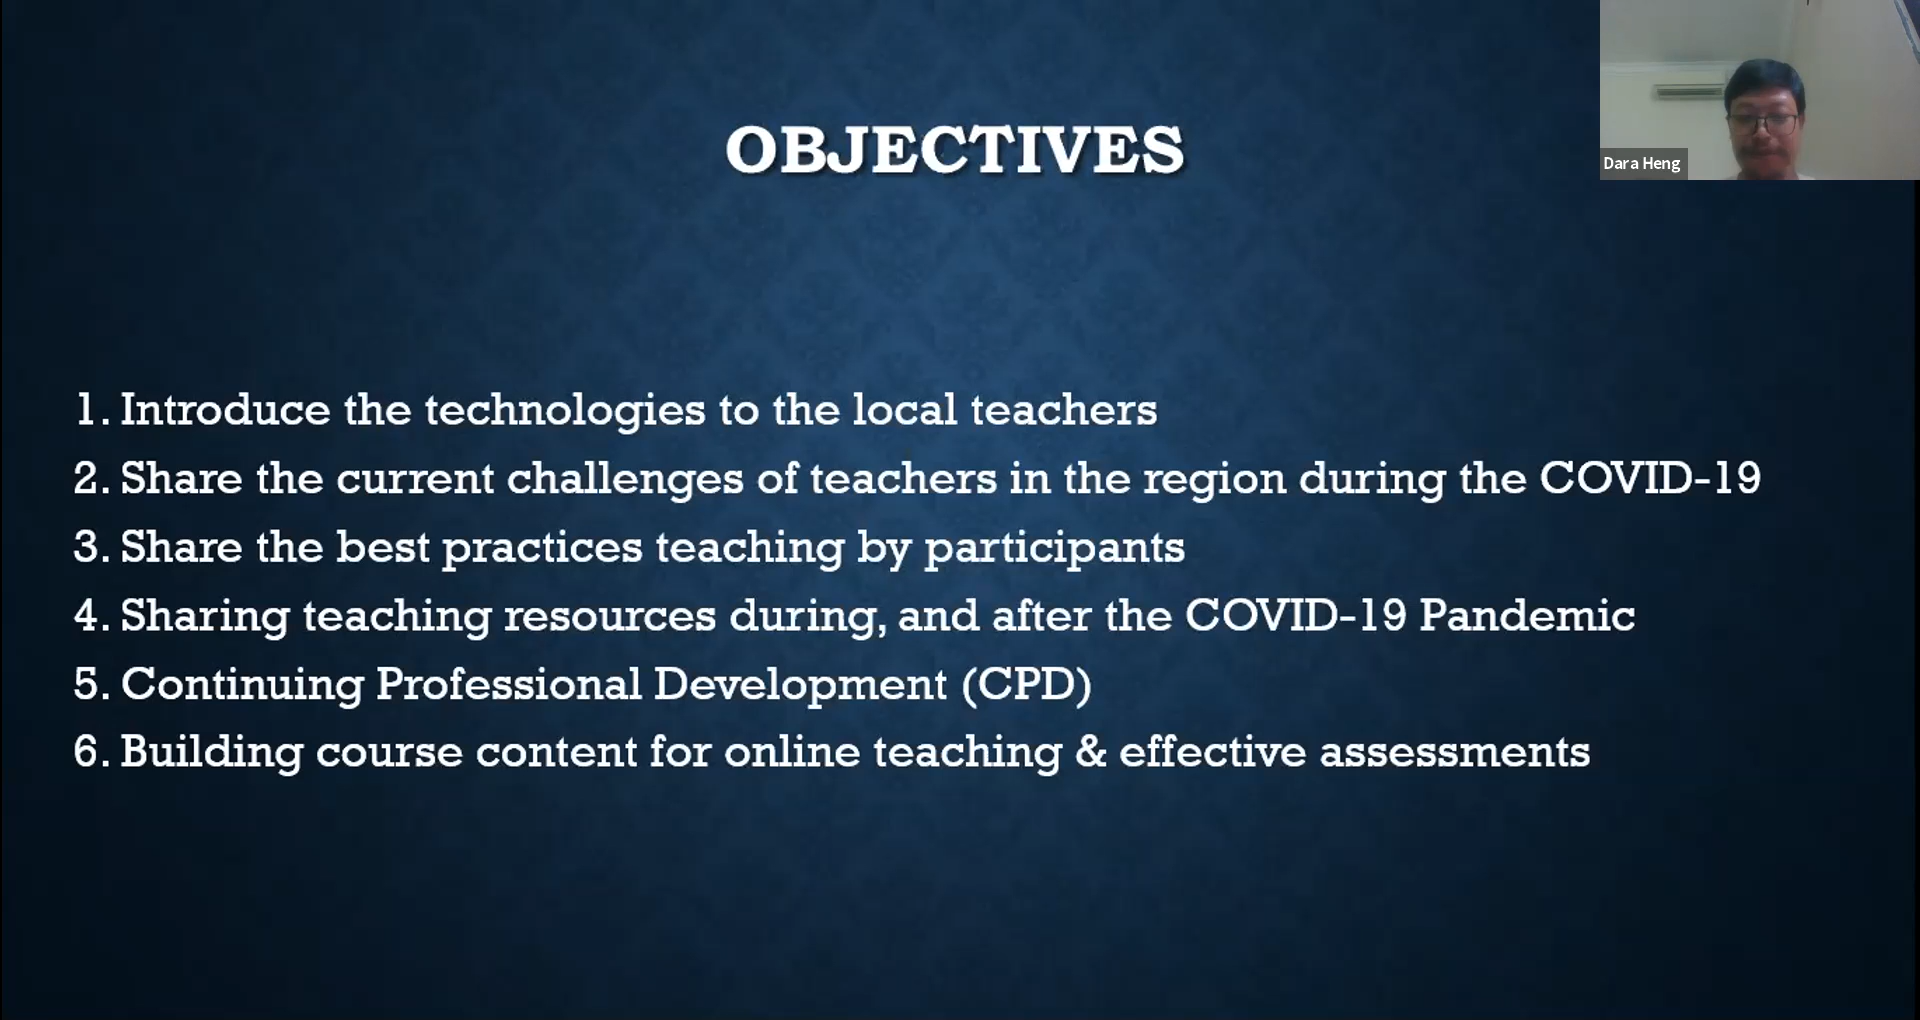 OBJECTIVES
Dara Heng
1. Introduce the technologies to the local teachers
2. Share the current challenges of teachers in the region during the COVID-19
3. Share the best practices teaching by participants
4. Sharing teaching resources during, and after the COVID-19 Pandemic
5. Continuing Professional Development (CPD)
6. Building course content for online teaching & effective assessments